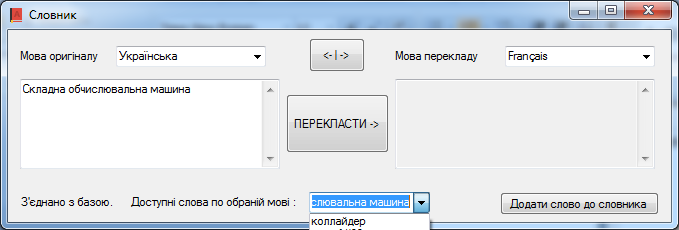 Словник
Мова оригіналу Українська <- | -> Мова перекладу Français
Складна обчислювальна машина
ПЕРЕКЛАСТИ ->
З'єднано з базою. Доступні слова по обраній мові : слювальна машина Додати слово до словника
коллайдер